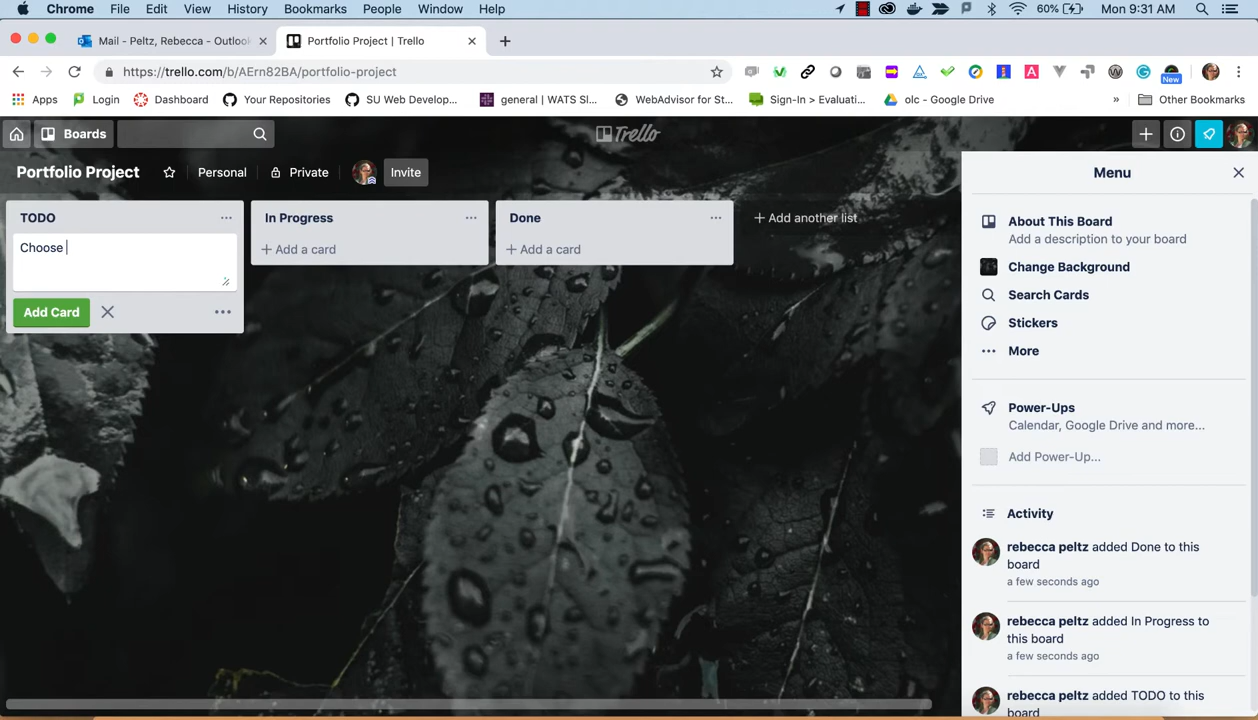 Chrome File Edit View History Bookmarks People Window Help 60% Mon 9:31 AM
Mail - Peltz, Rebecca - Outlook Portfolio Project | Trello
https://trello.com/b/AErn82BA/portfolio-project New
Apps Login Dashboard Your Repositories SU Web Develop... general | WATS Sl... WebAdvisor for St... Sign-In > Evaluati... olc - Google Drive » Other Bookmarks
Boards Trello
Portfolio Project Personal Private Invite
Menu
TODO ... In Progress ... Done ... + Add another list
Choose
+ Add a card + Add a card
Add Card
About This Board
Add a description to your board
Change Background
Search Cards
Stickers
More
Power-Ups
Calendar, Google Drive and more...
Add Power-Up...
Activity
rebecca peltz added Done to this
board
a few seconds ago
rebecca peltz added In Progress to
this board
a few seconds ago
rebecca peltz added TODO to this
board